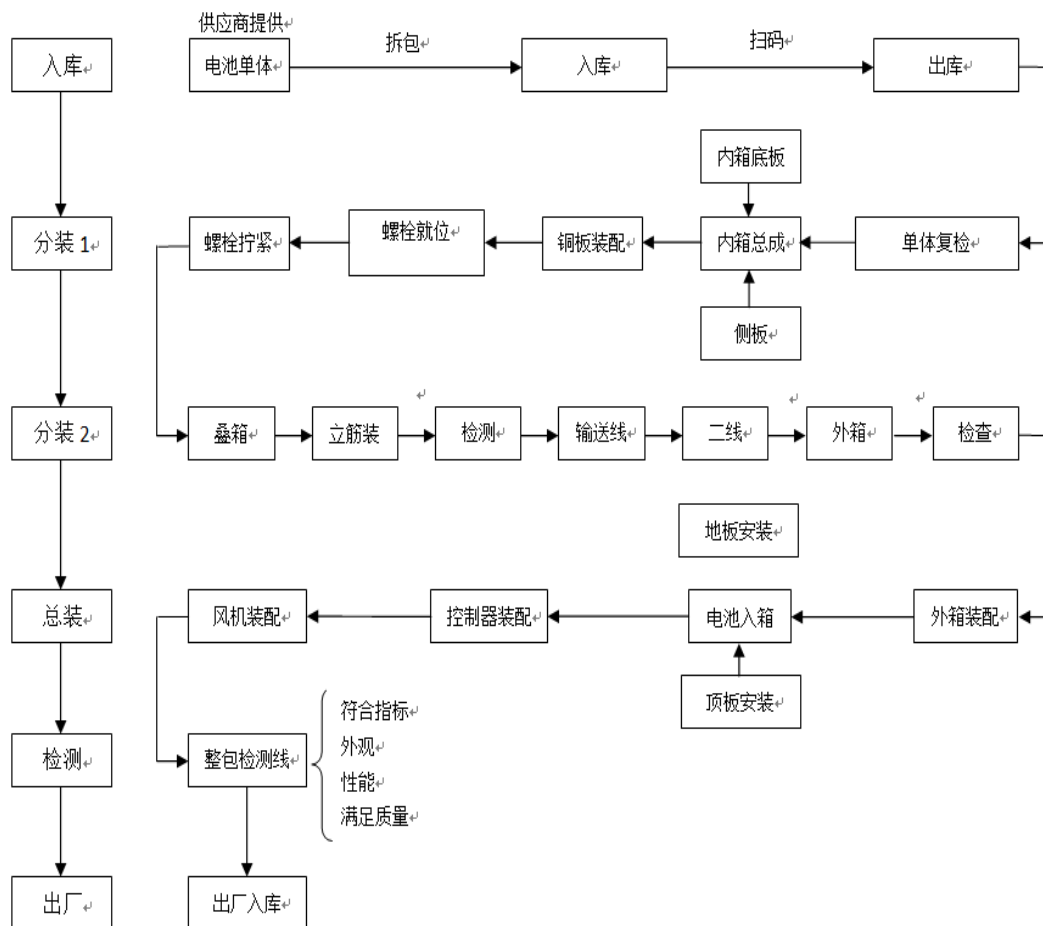 供应商提供
入库
电池单体
拆包
入库
扫码
出库
内箱底板
分装 1
螺栓拧紧
螺栓就位
铜板装配
内箱总成
单体复检
侧板
分装 2
叠箱
立筋装
检测
输送线
二线
外箱
检查
地板安装
总装
风机装配
控制器装配
电池入箱
外箱装配
顶板安装
检测
整包检测线
符合指标
外观
性能
满足质量
出厂
出厂入库